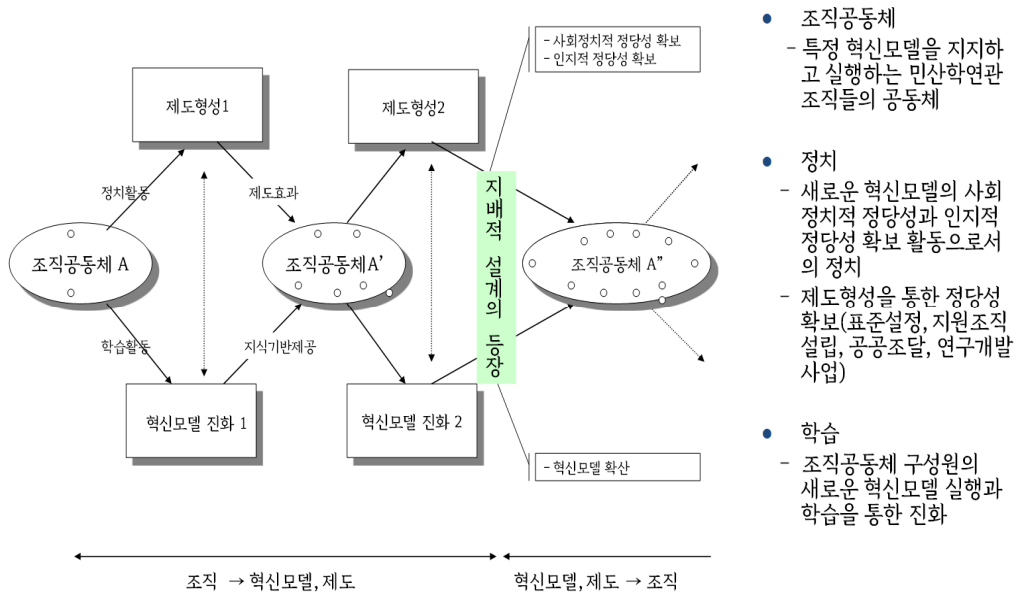 - 사회정치적 정당성 확보
- 인지적 정당성 확보
제도형성1
제도형성2
정치활동
제도효과
조직공동체 A
조직공동체A’
지배적 설계의 등장
조직공동체 A”
학습활동
지식기반제공
혁신모델 진화 1
혁신모델 진화 2
- 혁신모델 확산
조직 → 혁신모델, 제도
혁신모델, 제도 → 조직
• 조직공동체
- 특정 혁신모델을 지지하
고 실행하는 민산학연관
조직들의 공동체
• 정치
- 새로운 혁신모델의 사회
정치적 정당성과 인지적
정당성 확보 활동으로서
의 정치
- 제도형성을 통한 정당성
확보(표준설정, 지원조직
설립, 공공조달, 연구개발
사업)
• 학습
- 조직공동체 구성원의
새로운 혁신모델 실행과
학습을 통한 진화